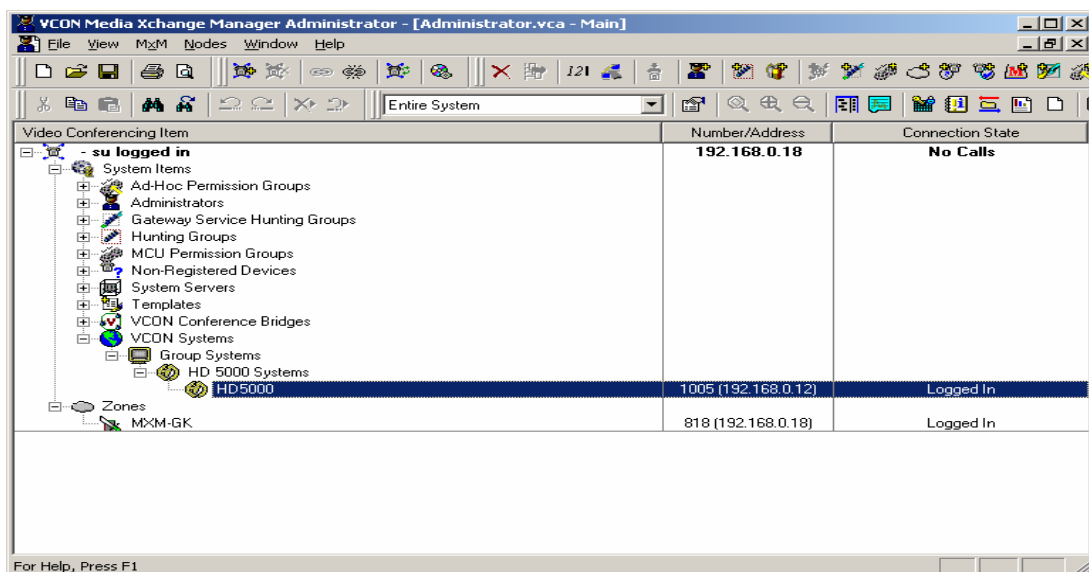 VCON Media Xchange Manager Administrator - [Administrator.vca - Main]
File View MxM Nodes Window Help
121
Entire System
Video Conferencing Item Number/Address Connection State
- su logged in 192.168.0.18 No Calls
System Items
Ad-Hoc Permission Groups
Administrators
Gateway Service Hunting Groups
Hunting Groups
MCU Permission Groups
Non-Registered Devices
System Servers
Templates
VCON Conference Bridges
VCON Systems
Group Systems
HD 5000 Systems
HD5000 1005 (192.168.0.12) Logged In
Zones
MXM-GK 818 (192.168.0.18) Logged In
For Help, Press F1